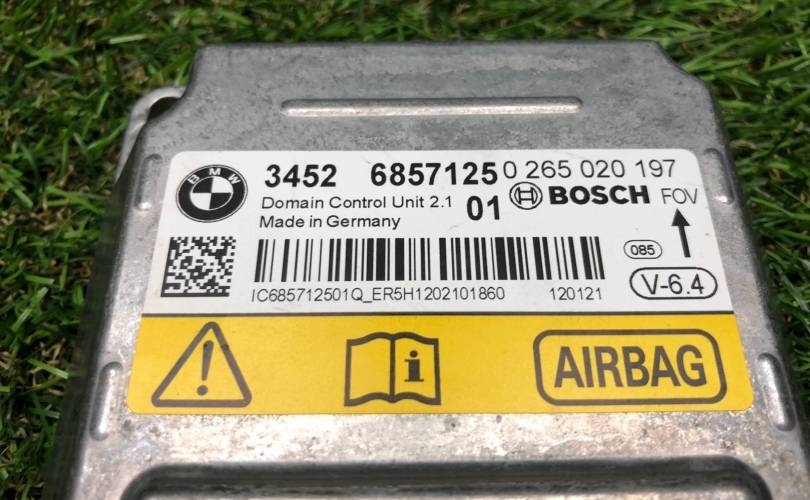 BMW
3452 6857125 0 265 020 197
Domain Control Unit 2.1 01 BOSCH FOV
Made in Germany
085
V-6.4
IC685712501Q_ER5H1202101860 120121
i
AIRBAG